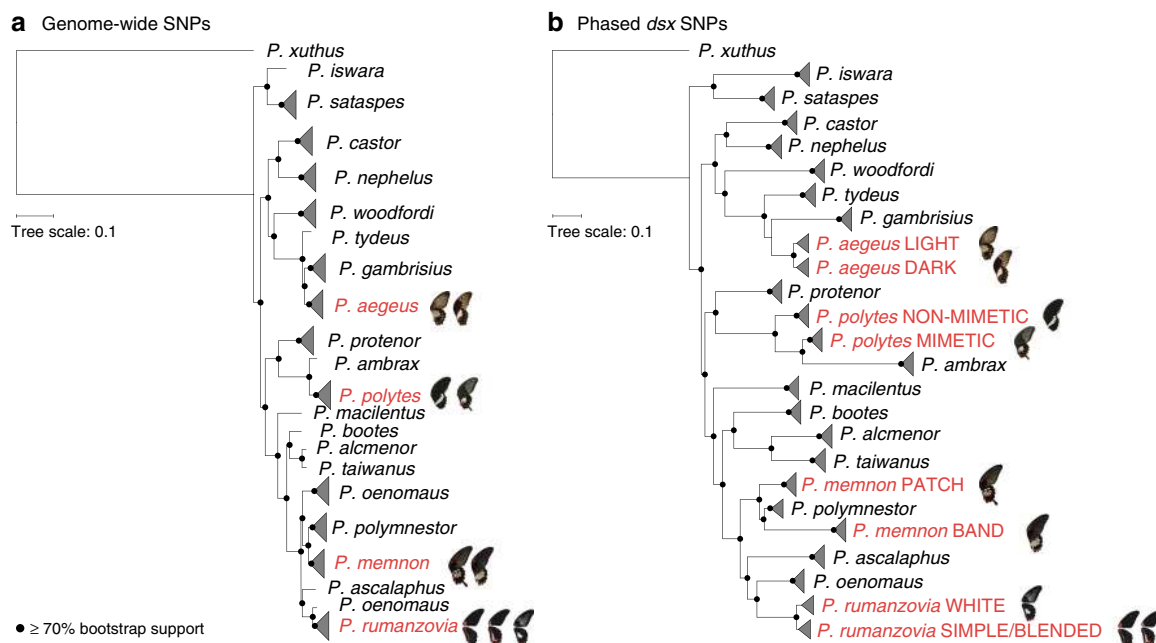 a Genome-wide SNPs
P. xuthus
P. iswara
P. sataspes
P. castor
P. nephelus
P. woodfordi
P. tydeus
P. gambrisius
P. aegeus
P. protenor
P. ambrax
P. polytes
P. macilentus
P. bootes
P. alcmenor
P. taiwanus
P. oenomaus
P. polymnestor
P. memnon
P. ascalaphus
P. oenomaus
P. rumanzovia
Tree scale: 0.1
● ≥ 70% bootstrap support
b Phased dsx SNPs
P. xuthus
P. iswara
P. sataspes
P. castor
P. nephelus
P. woodfordi
P. tydeus
P. gambrisius
P. aegeus LIGHT
P. aegeus DARK
P. protenor
P. polytes NON-MIMETIC
P. polytes MIMETIC
P. ambrax
P. macilentus
P. bootes
P. alcmenor
P. taiwanus
P. memnon PATCH
P. polymnestor
P. memnon BAND
P. ascalaphus
P. oenomaus
P. rumanzovia WHITE
P. rumanzovia SIMPLE/BLENDED
Tree scale: 0.1